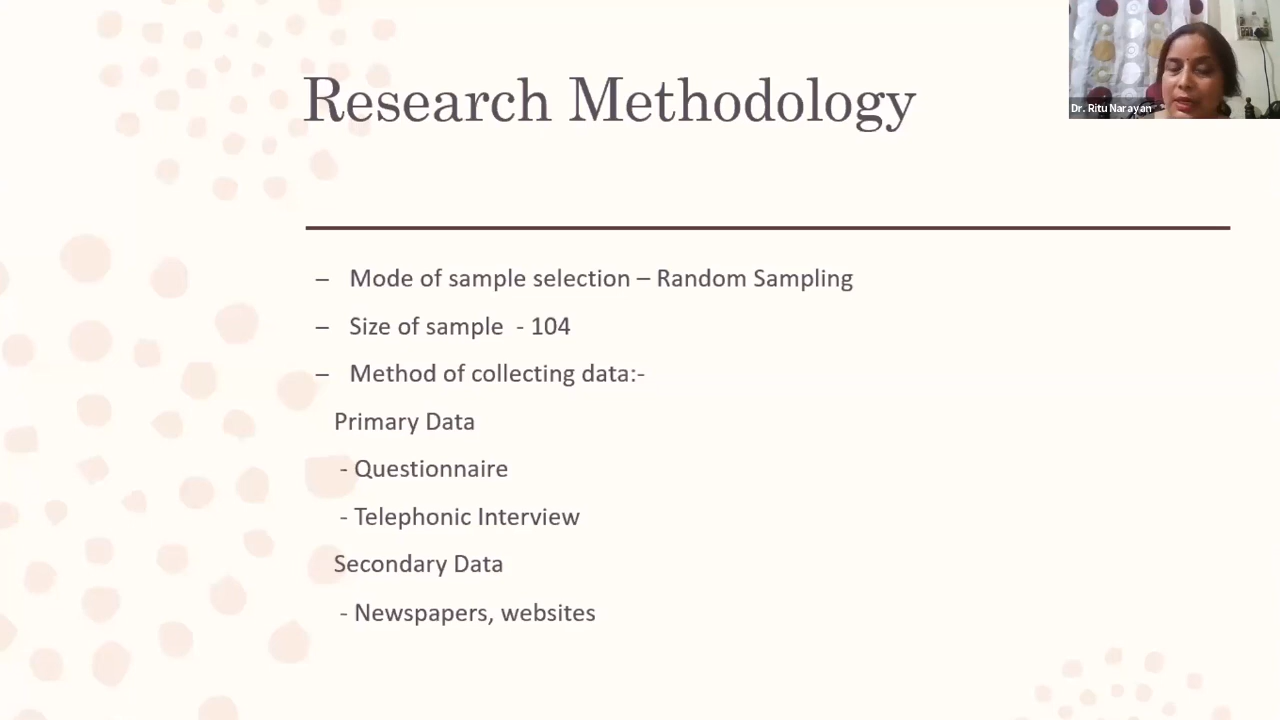 Research Methodology
Dr. Ritu Narayan
– Mode of sample selection – Random Sampling
– Size of sample  - 104
– Method of collecting data:-
Primary Data
- Questionnaire
- Telephonic Interview
Secondary Data
- Newspapers, websites